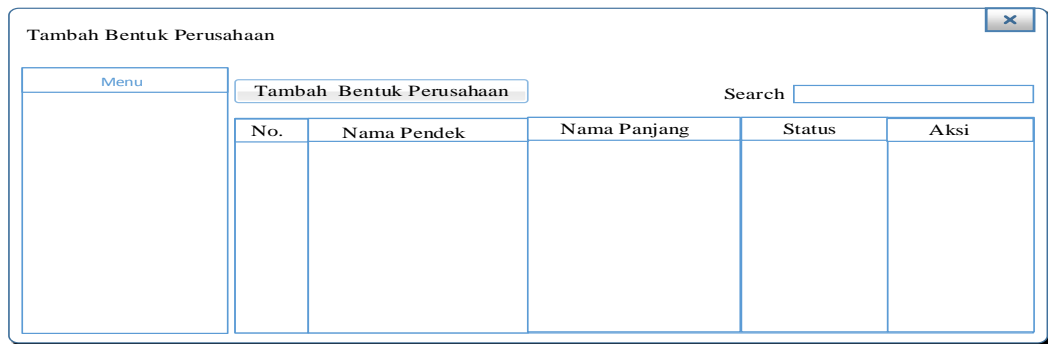 Tambah Bentuk Perusahaan
Menu
Tambah Bentuk Perusahaan
Search
No.
Nama Pendek
Nama Panjang
Status
Aksi